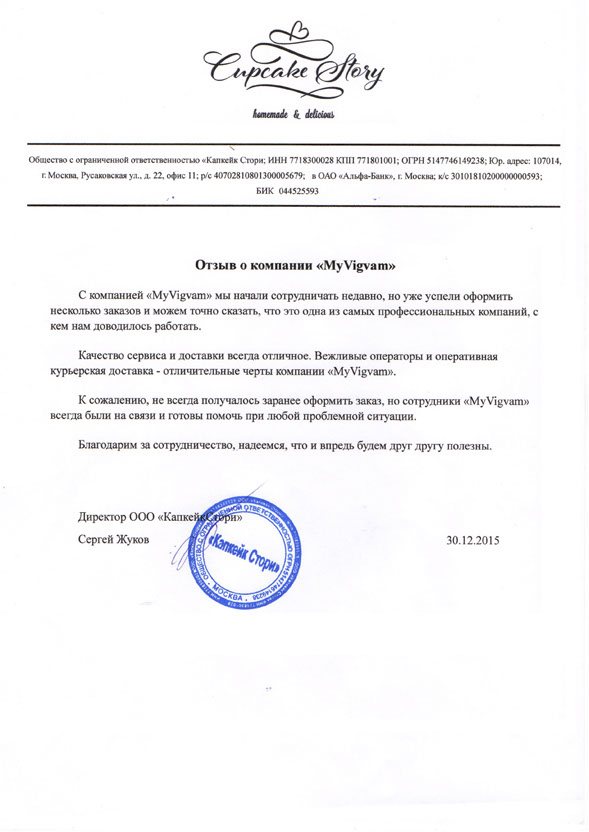 Cupcake Story
homemade & delicious
Общество с ограниченной ответственностью «Капкейк Стори; ИНН 7718300028 КПП 771801001; ОГРН 5147746149238; Юр. адрес: 107014,
г. Москва, Русаковская ул., д. 22, офис 11; р/с 40702810801300005679; в ОАО «Альфа-Банк», г. Москва; к/с 30101810200000000593;
БИК 044525593
Отзыв о компании «MyVigvam»
С компанией «MyVigvam» мы начали сотрудничать недавно, но уже успели оформить
несколько заказов и можем точно сказать, что это одна из самых профессиональных компаний, с
кем нам доводилось работать.
Качество сервиса и доставки всегда отличное. Вежливые операторы и оперативная
курьерская доставка - отличительные черты компании «MyVigvam».
К сожалению, не всегда получалось заранее оформить заказ, но сотрудники «MyVigvam»
всегда были на связи и готовы помочь при любой проблемной ситуации.
Благодарим за сотрудничество, надеемся, что и впредь будем друг другу полезны.
Директор ООО «КапкейкСтори»
Сергей Жуков
30.12.2015
ОБЩЕСТВО С ОГРАНИЧЕННОЙ ОТВЕТСТВЕННОСТЬЮ ОГРН 5147746149238
МОСКВА
«Капкейк Стори»